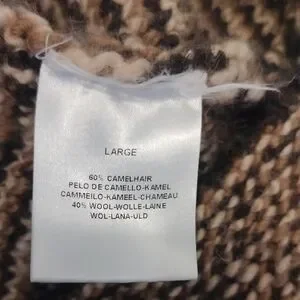 LARGE
60% CAMELHAIR
PELO DE CAMELLO-KAMEL
CAMMEILO-KAMEEL-CHAMEAU
40% WOOL-WOLLE-LAINE
WOL-LANA-ULD